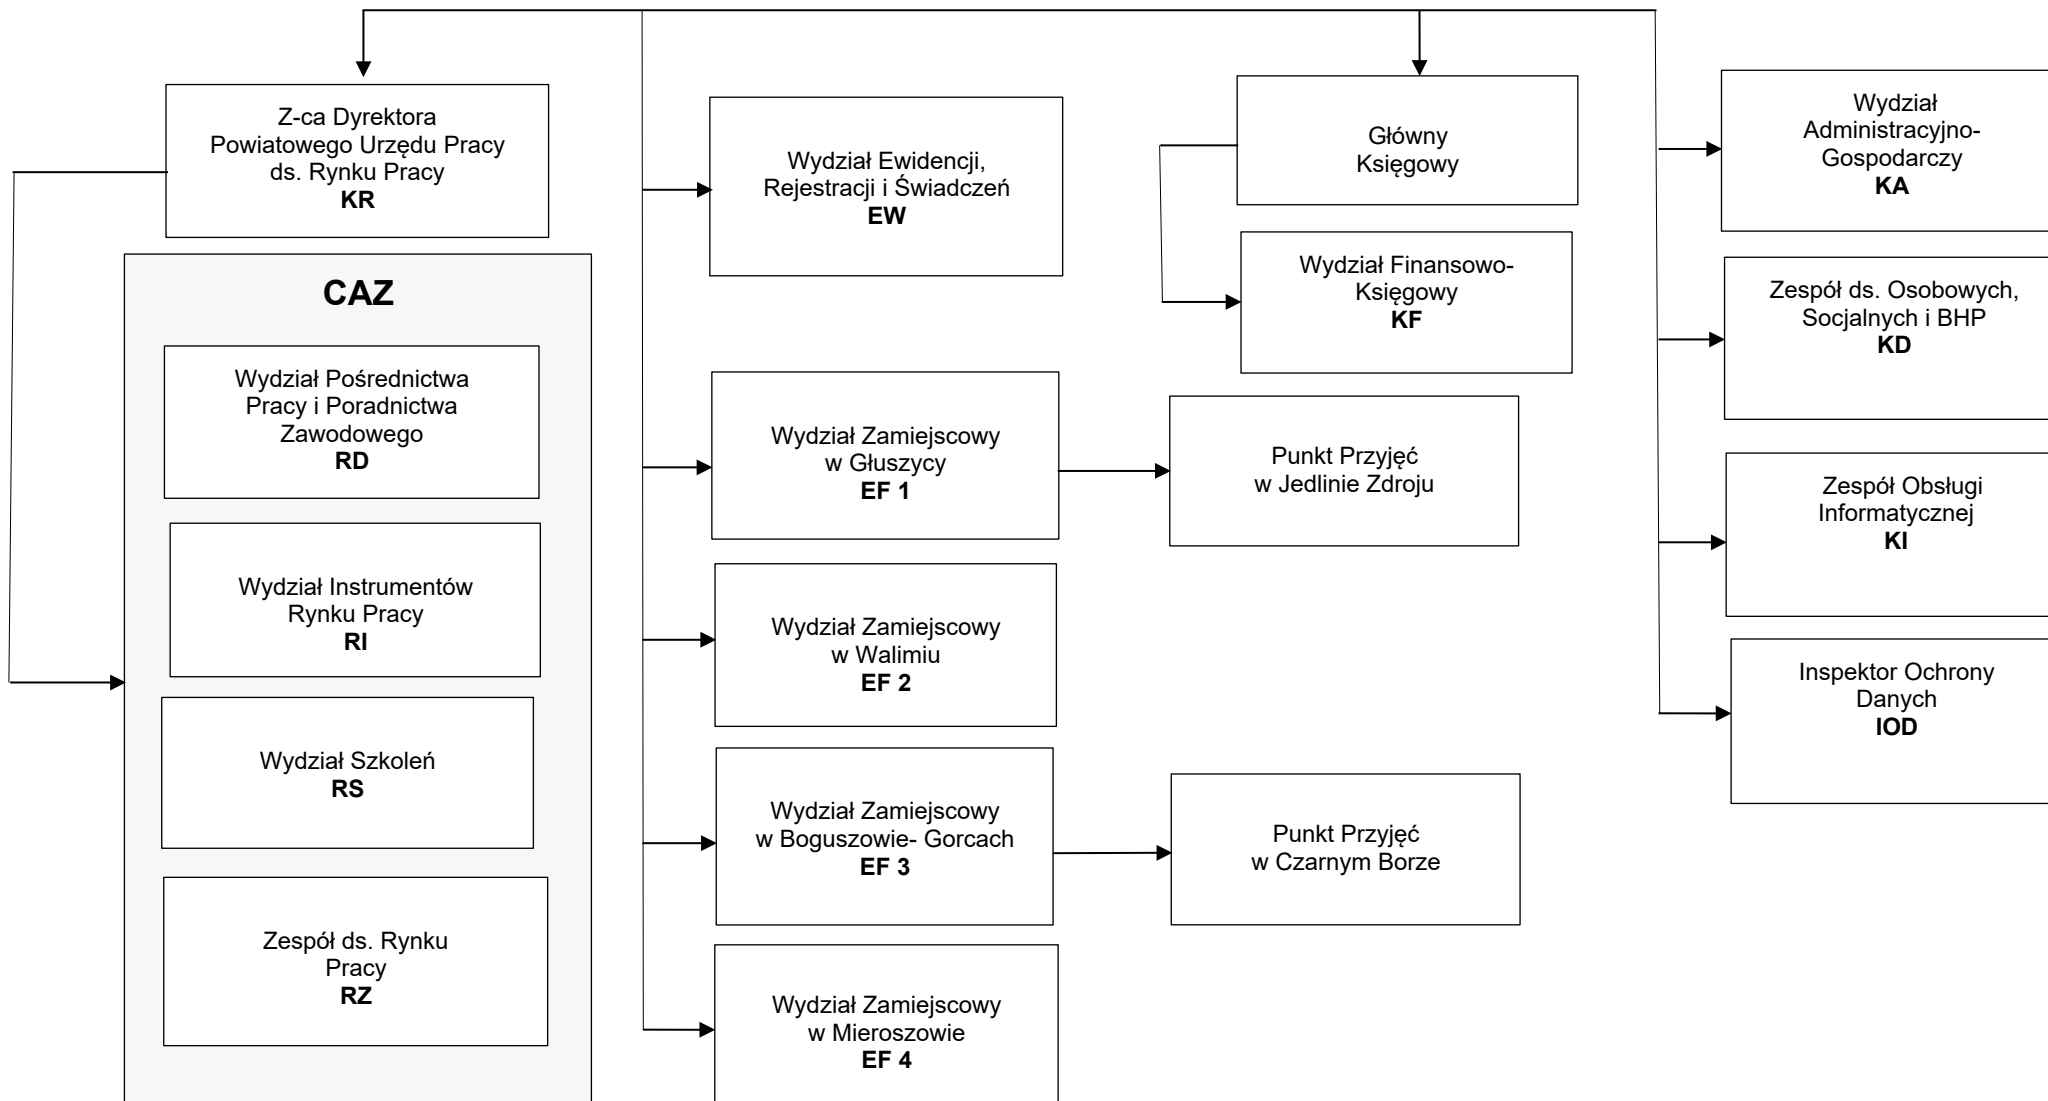 Z-ca Dyrektora
Powiatowego Urzędu Pracy
ds. Rynku Pracy
KR
CAZ
Wydział Pośrednictwa
Pracy i Poradnictwa
Zawodowego
RD
Wydział Instrumentów
Rynku Pracy
RI
Wydział Szkoleń
RS
Zespół ds. Rynku
Pracy
RZ
Wydział Ewidencji,
Rejestracji i Świadczeń
EW
Wydział Zamiejscowy
w Głuszycy
EF 1
Wydział Zamiejscowy
w Walimiu
EF 2
Wydział Zamiejscowy
w Boguszowie- Gorcach
EF 3
Wydział Zamiejscowy
w Mieroszowie
EF 4
Główny
Księgowy
Wydział Finansowo-
Księgowy
KF
Punkt Przyjęć
w Jedlinie Zdroju
Punkt Przyjęć
w Czarnym Borze
Wydział
Administracyjno-
Gospodarczy
KA
Zespół ds. Osobowych,
Socjalnych i BHP
KD
Zespół Obsługi
Informatycznej
KI
Inspektor Ochrony
Danych
IOD